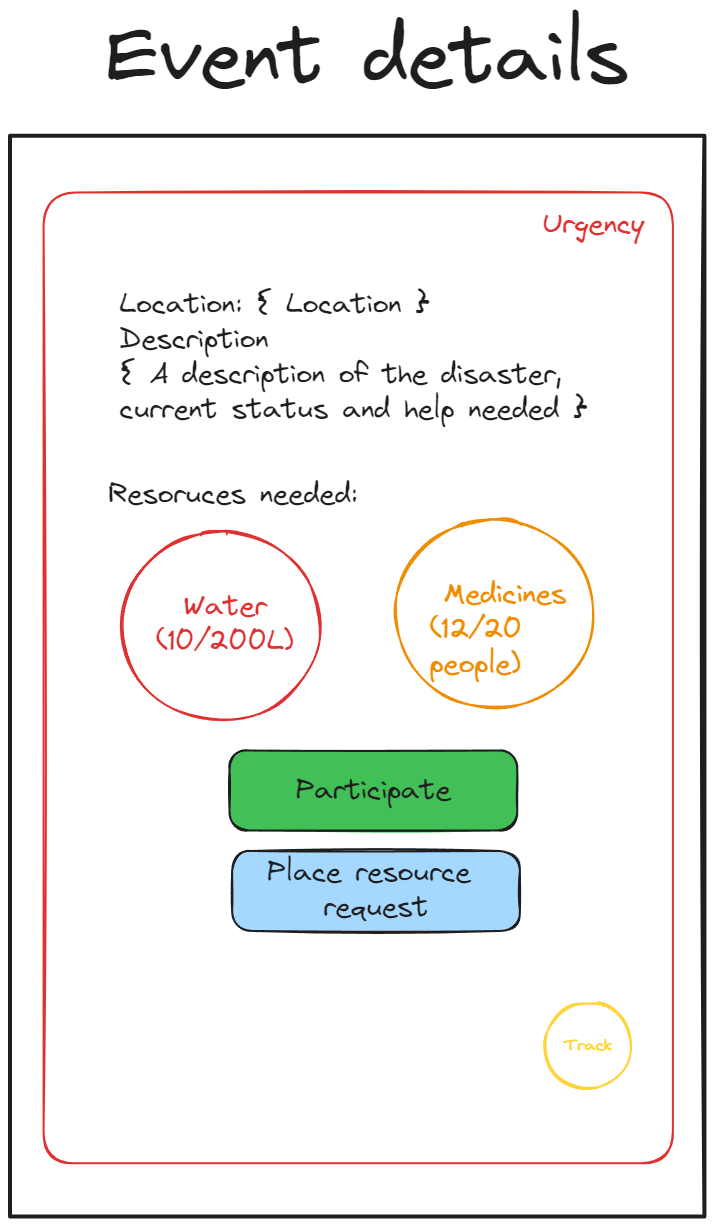 Event details
Urgency
Location: { Location }
Description
{ A description of the disaster,
current status and help needed }
Resoruces needed:
Water
(10/200L)
Medicines
(12/20
people)
Participate
Place resource
request
Track